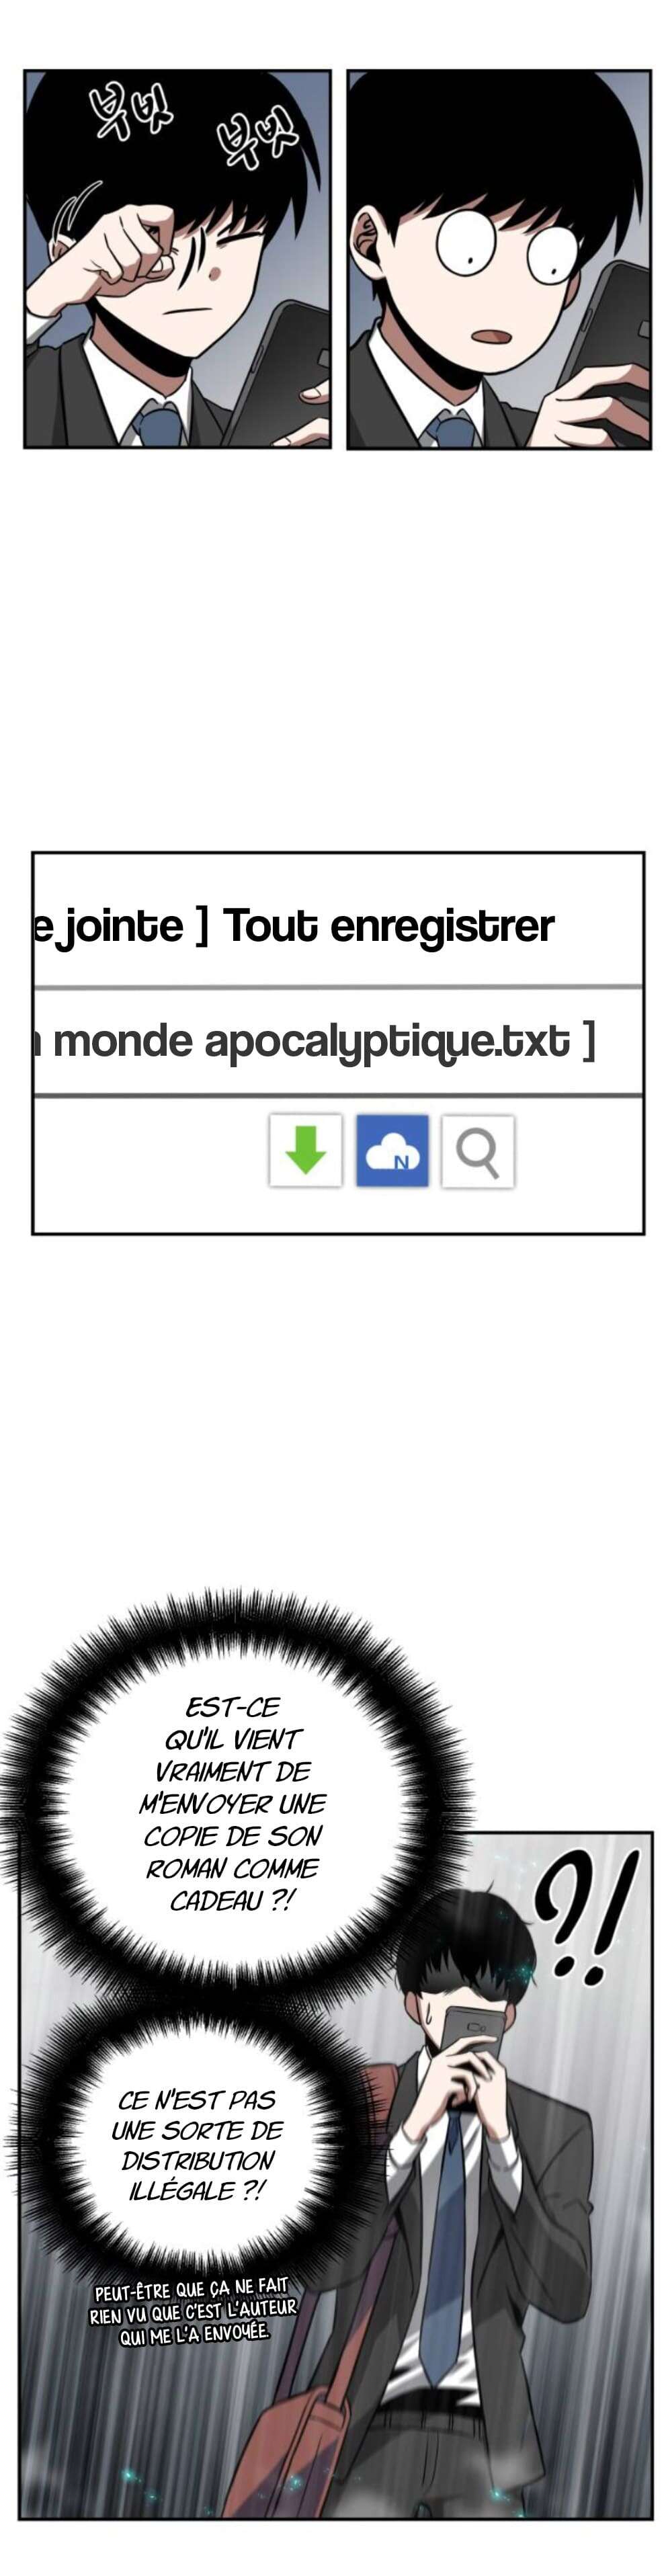 부빗
부빗
e jointe ] Tout enregistrer
monde apocalyptique.txt ]
N
EST-CE
QU'IL VIENT
VRAIMENT DE
M'ENVOYER UNE
COPIE DE SON
ROMAN COMME
CADEAU ?!
?!
CE N'EST PAS
UNE SORTE DE
DISTRIBUTION
ILLÉGALE ?!
PEUT-ÊTRE QUE ÇA NE FAIT
RIEN VU QUE C'EST L'AUTEUR
QUI ME L'A ENVOYÉE.